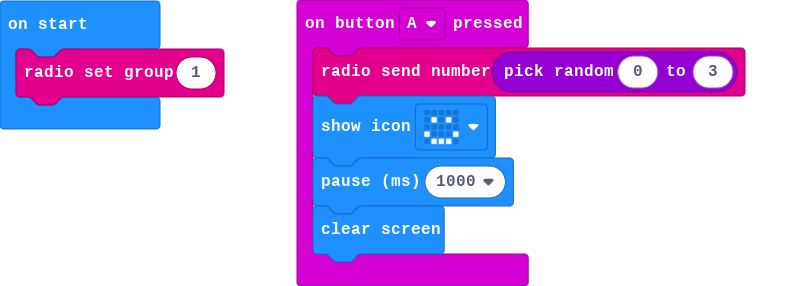 on start
radio set group 1
on button A pressed
radio send number pick random 0 to 3
show icon
pause (ms) 1000
clear screen